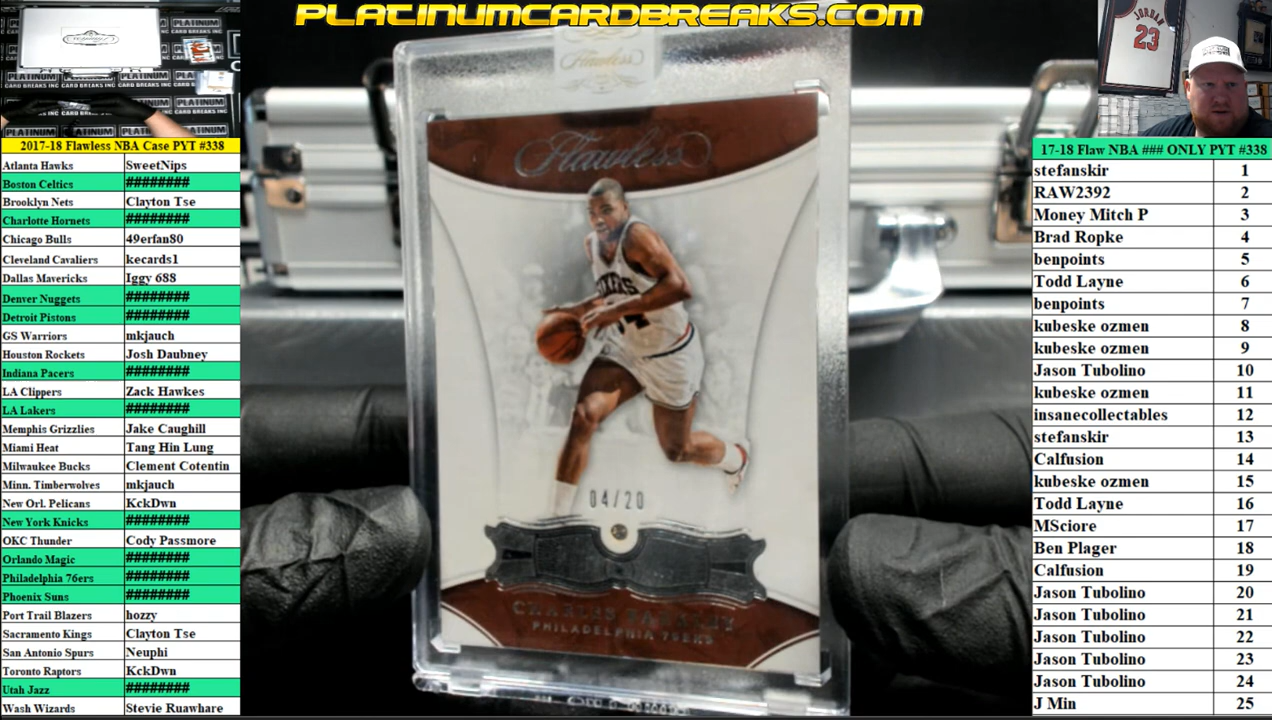 PLATINUMCARDBREAKS.COM
2017-18 Flawless NBA Case PYT #338
Atlanta Hawks SweetNips
Boston Celtics ########
Brooklyn Nets Clayton Tse
Charlotte Hornets ########
Chicago Bulls 49erfan80
Cleveland Cavaliers kecards1
Dallas Mavericks Iggy 688
Denver Nuggets ########
Detroit Pistons ########
GS Warriors mkjauch
Houston Rockets Josh Daubney
Indiana Pacers ########
LA Clippers Zack Hawkes
LA Lakers ########
Memphis Grizzlies Jake Caughill
Miami Heat Tang Hin Lung
Milwaukee Bucks Clement Cotentin
Minn. Timberwolves mkjauch
New Orl. Pelicans KckDwn
New York Knicks ########
OKC Thunder Cody Passmore
Orlando Magic ########
Philadelphia 76ers ########
Phoenix Suns ########
Port Trail Blazers hozzy
Sacramento Kings Clayton Tse
San Antonio Spurs Neuphi
Toronto Raptors KckDwn
Utah Jazz ########
Wash Wizards Stevie Ruawhare
Flawless
Flawless
04/20
CHARLES BARKLEY
PHILADELPHIA 76ERS
JORDAN
23
17-18 Flaw NBA ### ONLY PYT #338
stefanskir 1
RAW2392 2
Money Mitch P 3
Brad Ropke 4
benpoints 5
Todd Layne 6
benpoints 7
kubeske ozmen 8
kubeske ozmen 9
Jason Tubolino 10
kubeske ozmen 11
insanecollectables 12
stefanskir 13
Calfusion 14
kubeske ozmen 15
Todd Layne 16
MSciore 17
Ben Plager 18
Calfusion 19
Jason Tubolino 20
Jason Tubolino 21
Jason Tubolino 22
Jason Tubolino 23
Jason Tubolino 24
J Min 25
PLATINUM
CARD BREAKS INC